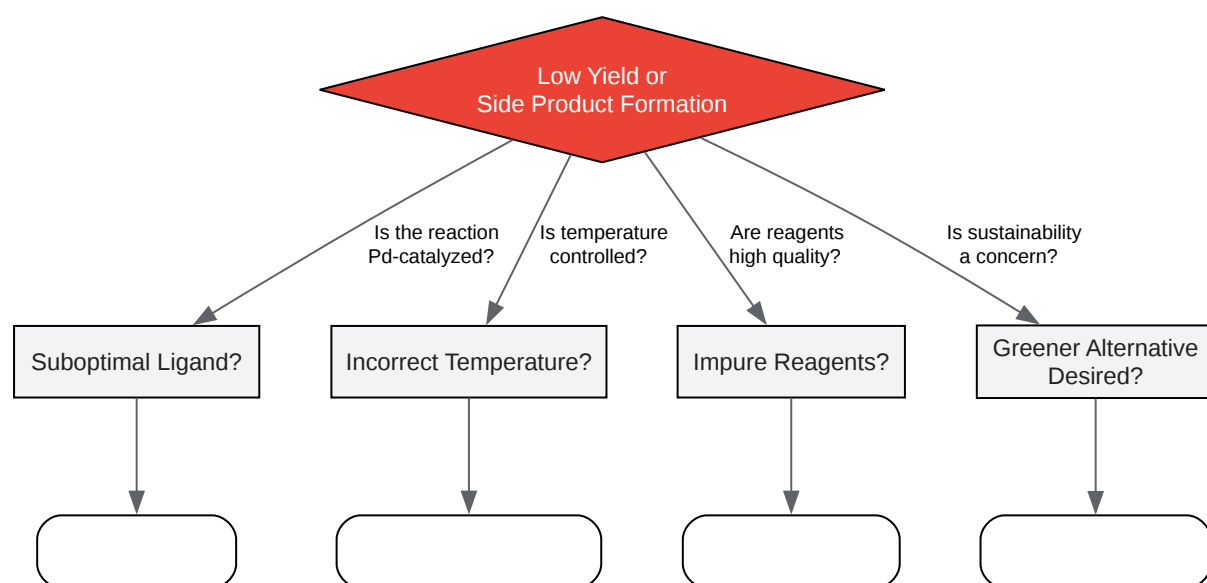 Low Yield or
Side Product Formation
Is the reaction
Pd-catalyzed?
Is temperature
controlled?
Are reagents
high quality?
Is sustainability
a concern?
Suboptimal Ligand?
Incorrect Temperature?
Impure Reagents?
Greener Alternative
Desired?